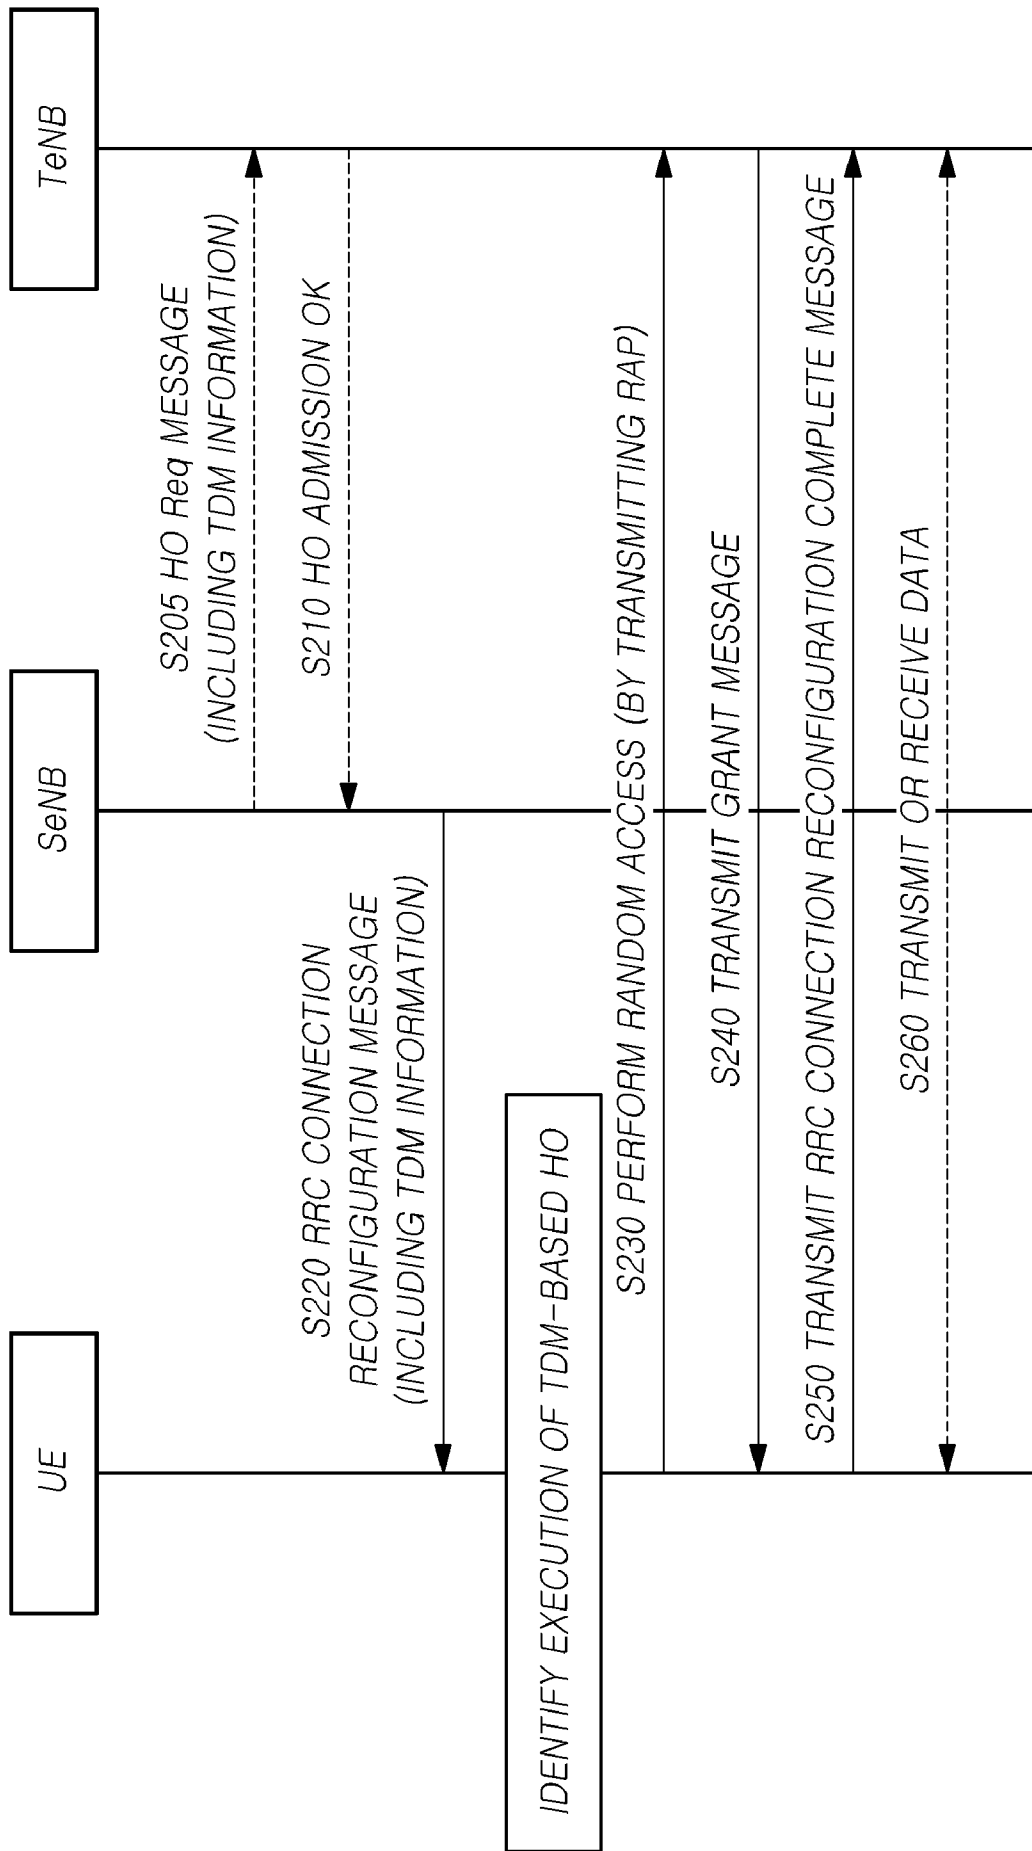 UE
SeNB
TeNB
S205 HO Req MESSAGE
(INCLUDING TDM INFORMATION)
S210 HO ADMISSION OK
S220 RRC CONNECTION
RECONFIGURATION MESSAGE
(INCLUDING TDM INFORMATION)
IDENTIFY EXECUTION OF TDM-BASED HO
S230 PERFORM RANDOM ACCESS (BY TRANSMITTING RAP)
S240 TRANSMIT GRANT MESSAGE
S250 TRANSMIT RRC CONNECTION RECONFIGURATION COMPLETE MESSAGE
S260 TRANSMIT OR RECEIVE DATA